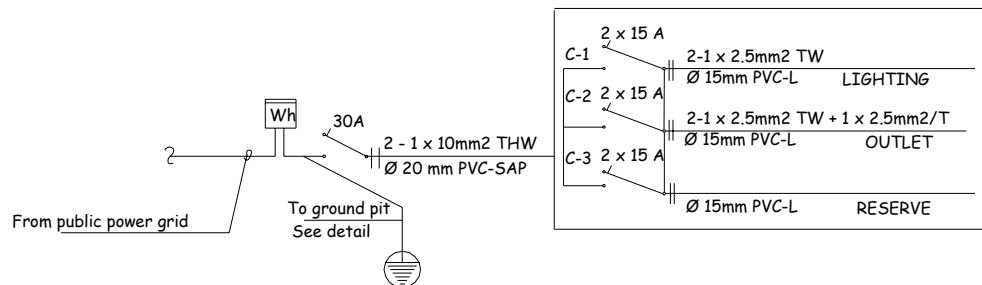 2 x 15 A
C-1
2-1 x 2.5mm2 TW
Ø 15mm PVC-L
LIGHTING
Wh
30A
C-2
2 x 15 A
2-1 x 2.5mm2 TW + 1 x 2.5mm2/T
Ø 15mm PVC-L
OUTLET
2 - 1 x 10mm2 THW
Ø 20 mm PVC-SAP
C-3
2 x 15 A
Ø 15mm PVC-L
RESERVE
From public power grid
To ground pit
See detail